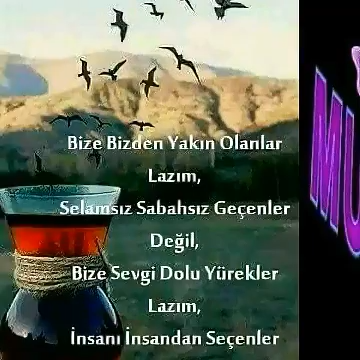 Bize Bizden Yakın Olanlar
Lazım,
Selamsız Sabahsız Geçenler
Değil,
Bize Sevgi Dolu Yürekler
Lazım,
İnsanı İnsandan Seçenler